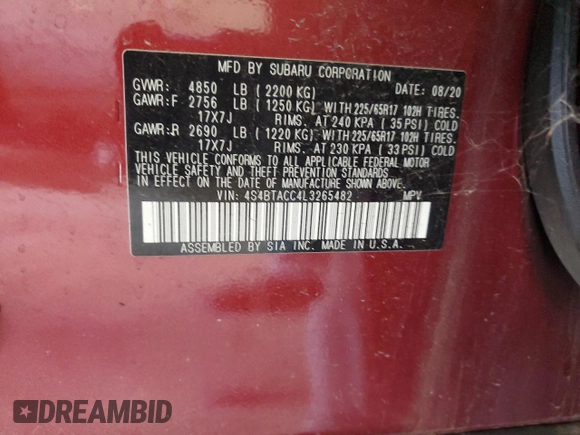 MFD BY SUBARU CORPORATION
GVWR: 4850 LB (2200 KG) DATE: 08/20
GAWR:F 2756 LB (1250 KG) WITH 225/65R17 102H TIRES.
17X7J RIMS. AT 240 KPA (35 PSI) COLD
GAWR:R 2690 LB (1220 KG) WITH 225/65R17 102H TIRES.
17X7J RIMS. AT 230 KPA (33 PSI) COLD
THIS VEHICLE CONFORMS TO ALL APPLICABLE FEDERAL MOTOR
VEHICLE SAFETY AND THEFT PREVENTION STANDARDS IN
EFFECT ON THE DATE OF MANUFACTURE SHOWN ABOVE.
VIN: 4S4BTACC4L3265482 MPV
ASSEMBLED BY SIA INC. MADE IN U.S.A.
DREAMBID